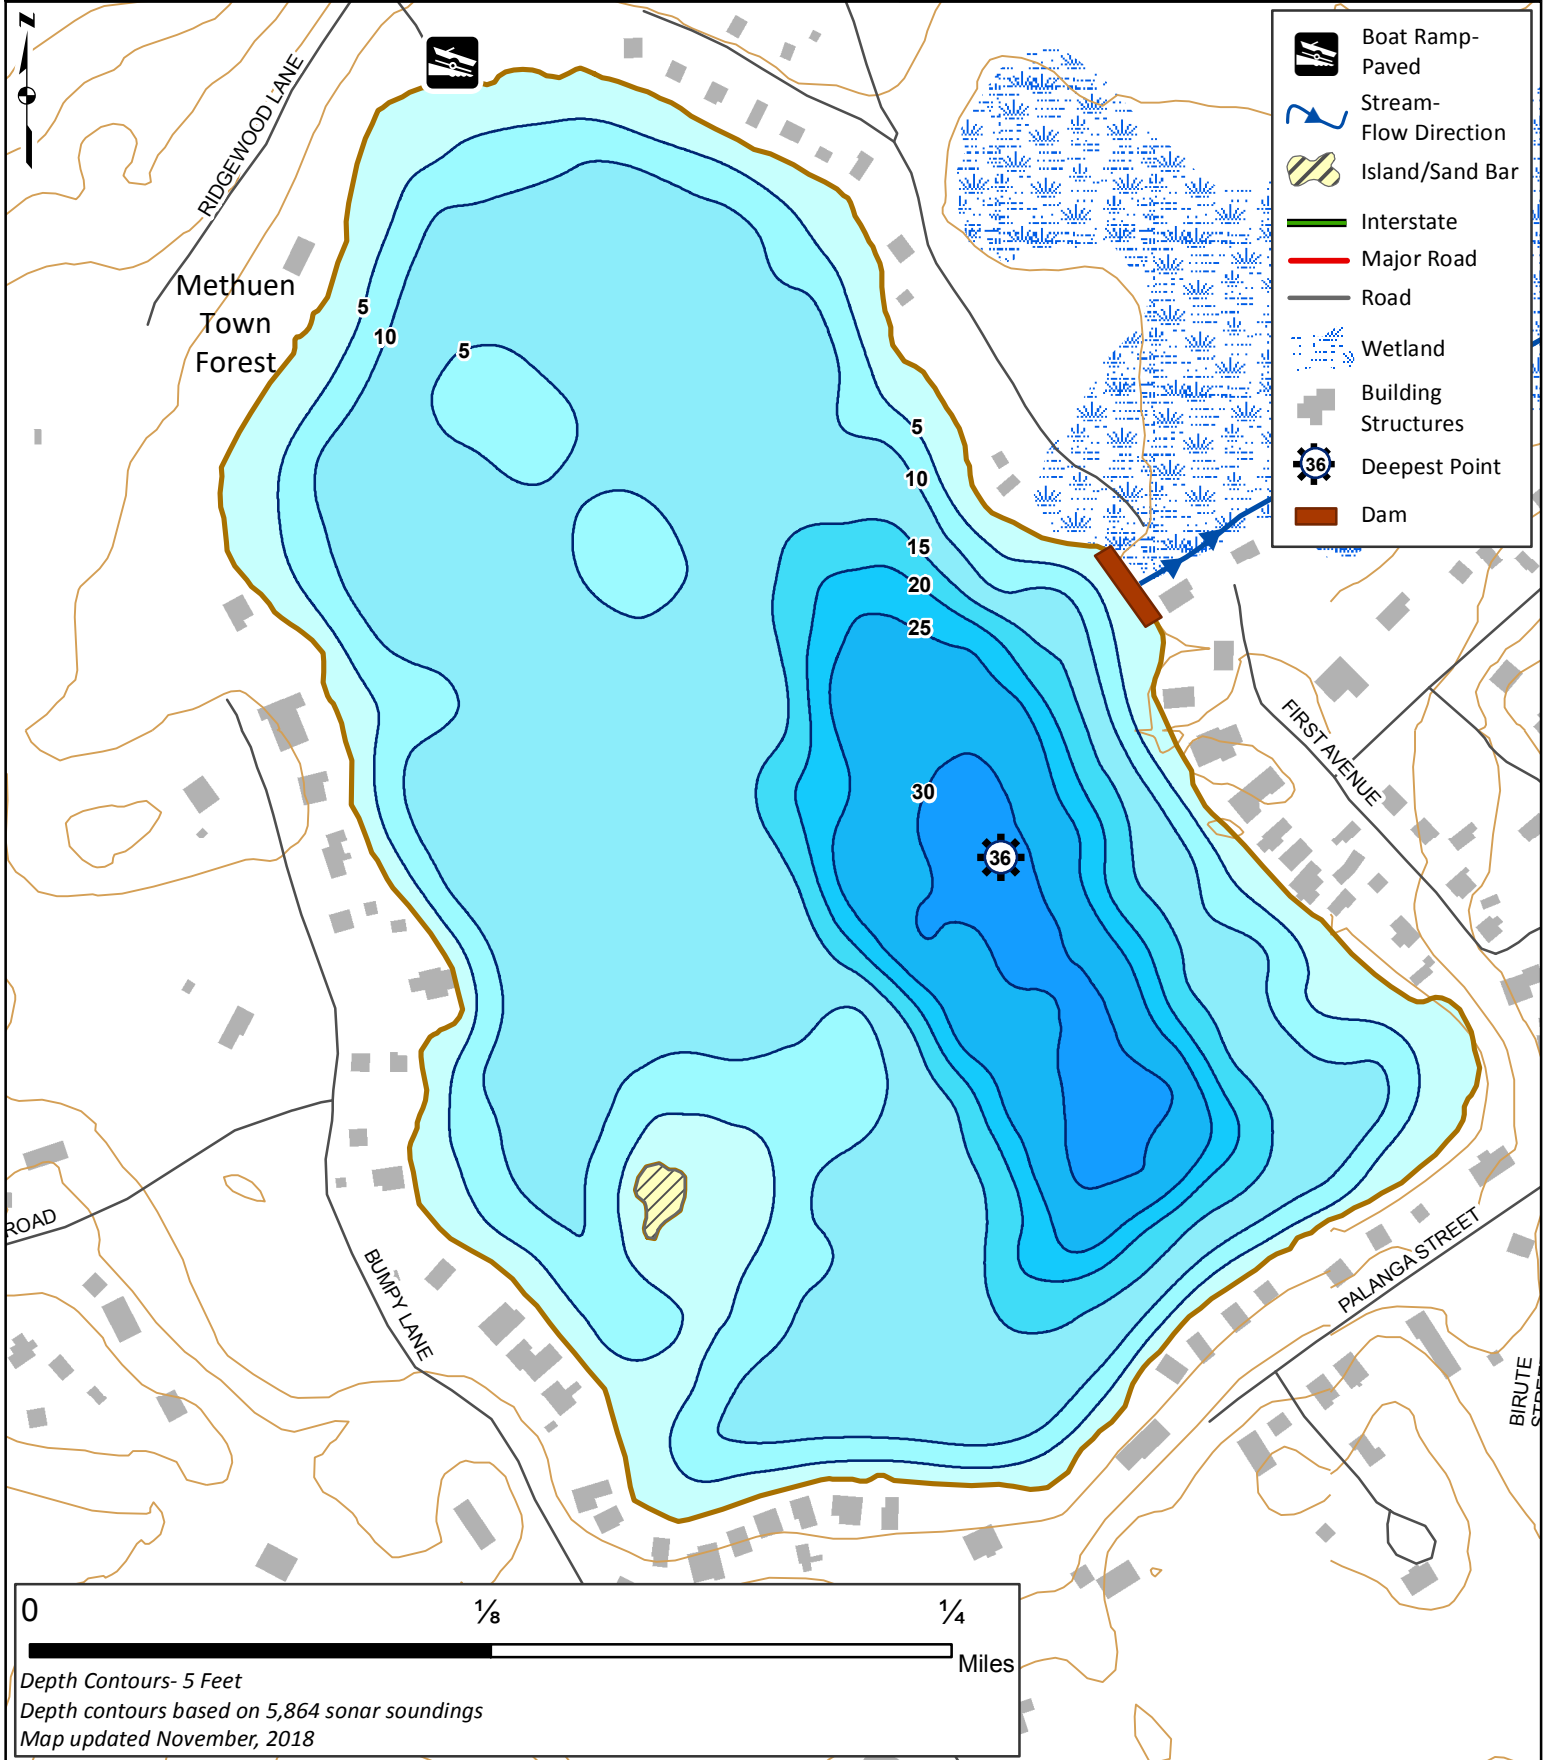 N
Boat Ramp-
Paved
Stream-
Flow Direction
Island/Sand Bar
Interstate
Major Road
Road
Wetland
Building
Structures
36
Deepest Point
Dam
RIDGEWOOD LANE
Methuen
Town
Forest
5
10
5
5
10
15
20
25
30
36
FIRST AVENUE
ROAD
BUMPY LANE
PALANGA STREET
BIRUTE
0
⅛
¼
Miles
Depth Contours- 5 Feet
Depth contours based on 5,864 sonar soundings
Map updated November, 2018